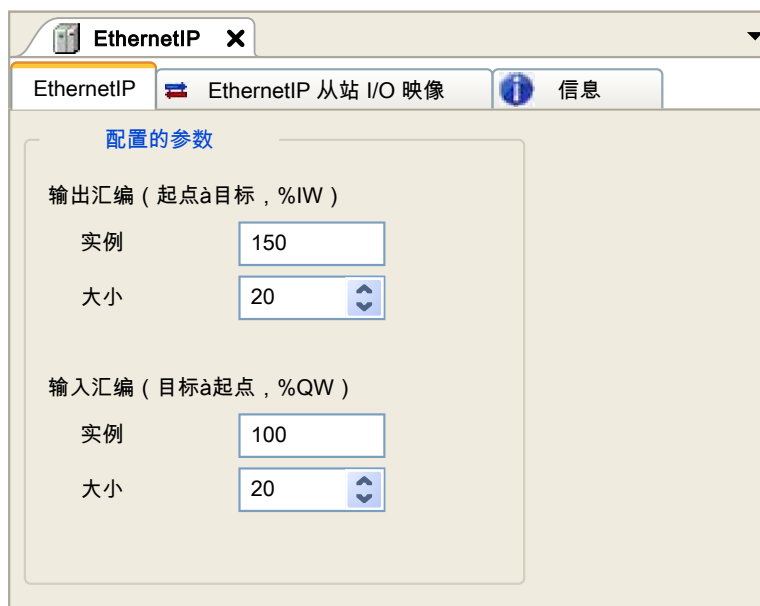 EthernetIP
EthernetIP EthernetIP 从站 I/O 映像 信息
配置的参数
输出汇编 ( 起点à目标 , %IW )
实例 150
大小 20
输入汇编 ( 目标à起点 , %QW )
实例 100
大小 20